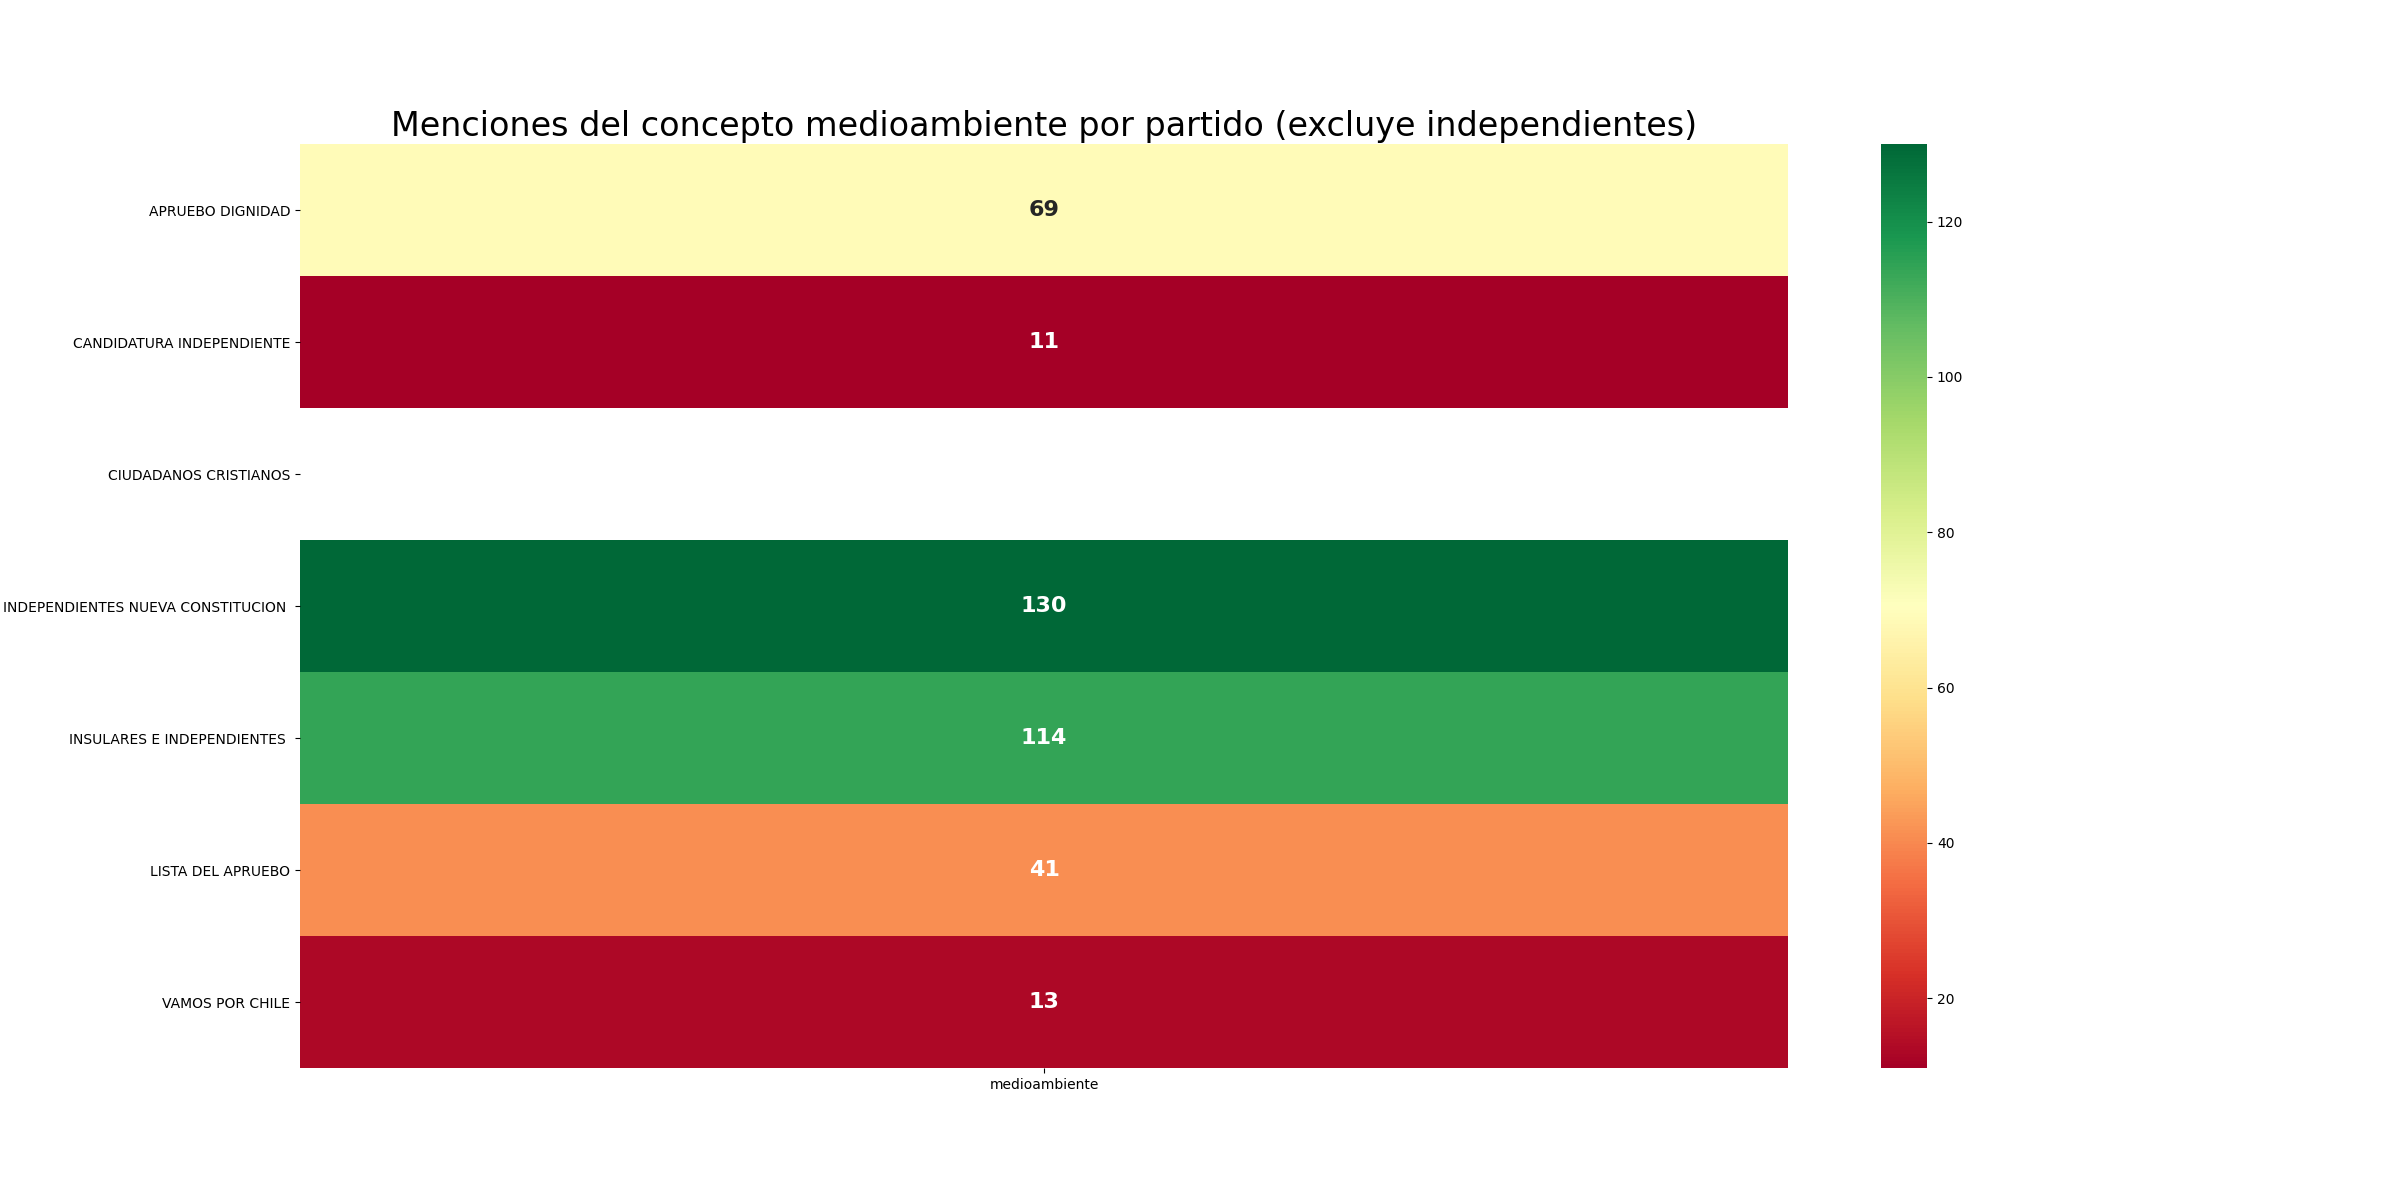 Menciones del concepto medioambiente por partido (excluye independientes)
APRUEBO DIGNIDAD
69
CANDIDATURA INDEPENDIENTE
11
CIUDADANOS CRISTIANOS
INDEPENDIENTES NUEVA CONSTITUCION
130
INSULARES E INDEPENDIENTES
114
LISTA DEL APRUEBO
41
VAMOS POR CHILE
13
medioambiente
120
100
80
60
40
20